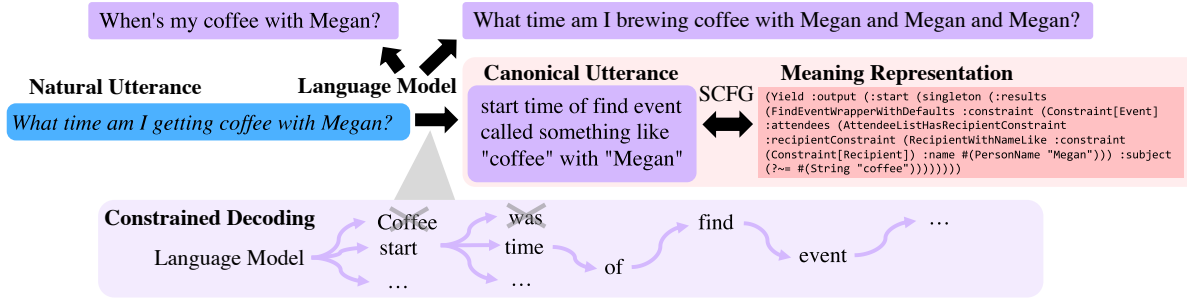 When's my coffee with Megan?
What time am I brewing coffee with Megan and Megan and Megan?
Natural Utterance
Language Model
Canonical Utterance
Meaning Representation
What time am I getting coffee with Megan?
start time of find event
called something like
"coffee" with "Megan"
SCFG
(Yield :output (:start (singleton (:results
(FindEventWrapperWithDefaults :constraint (Constraint[Event]
:attendees (AttendeeListHasRecipientConstraint
:recipientConstraint (RecipientWithNameLike :constraint
(Constraint[Recipient]) :name #(PersonName "Megan"))) :subject
(?~= #(String "coffee"))))))))
Constrained Decoding
Language Model
Coffee
start
...
was
time
...
of
find
event
...